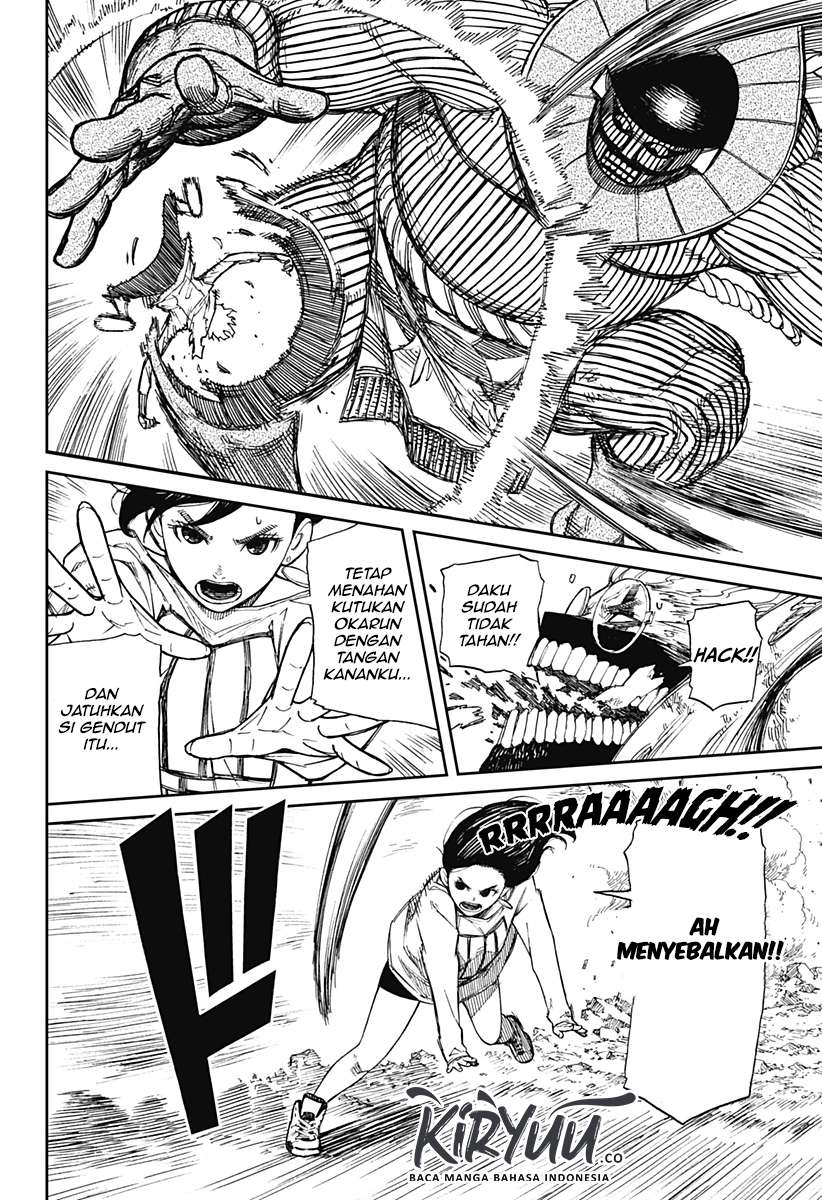 HACK!!
DAKU
SUDAH
TIDAK
TAHAN!!
TETAP
MENAHAN
KUTUKAN
OKARUN
DENGAN
TANGAN
KANANKU...
DAN
JATUHKAN
SI GENDUT
ITU...
RRRRAAAAGH!!!
AH
MENYEBALKAN!!
ド!!!
KIRYUU.CO
BACA MANGA BAHASA INDONESIA